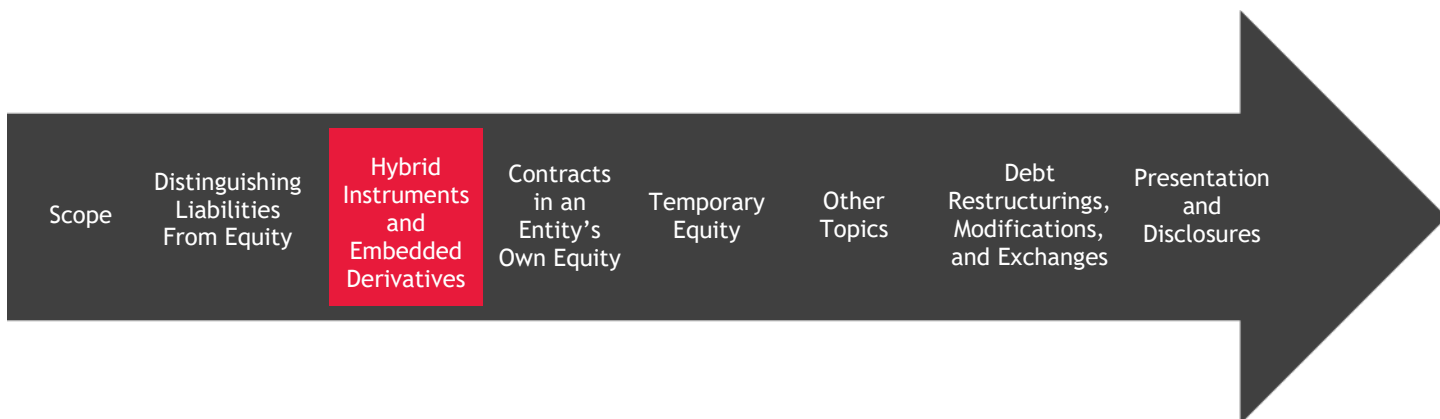 Scope
Distinguishing
Liabilities
From Equity
Hybrid
Instruments
and
Embedded
Derivatives
Contracts
in an
Entity’s
Own Equity
Temporary
Equity
Other
Topics
Debt
Restructurings,
Modifications,
and Exchanges
Presentation
and
Disclosures